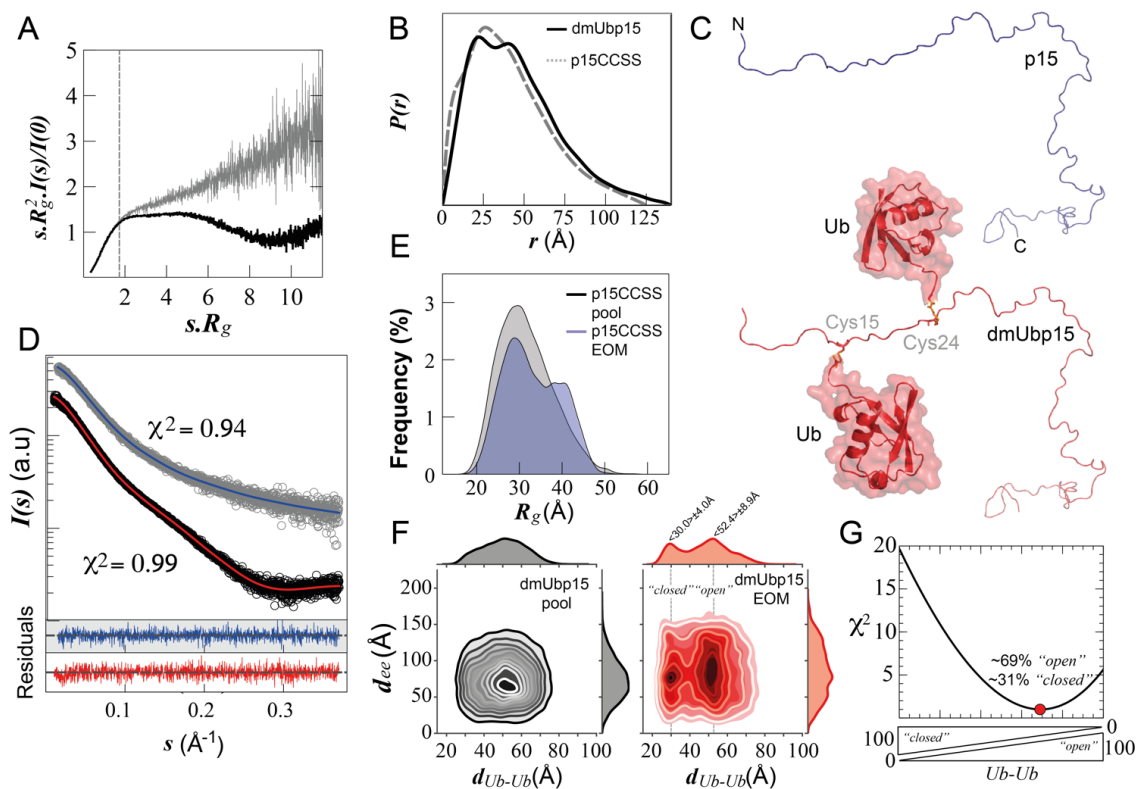 A
5
4
3
2
1
s.Rg².I(s)/I(0)
2 4 6 8 10
s.Rg
B
dmUbp15
p15CCSS
P(r)
0 25 50 75 100 125
r (Å)
C
N
p15
Ub
C
Cys15
Cys24
dmUbp15
Ub
D
χ² = 0.94
χ² = 0.99
I(s) (a.u)
Residuals
0.1 0.2 0.3
s (Å⁻¹)
E
p15CCSS
pool
p15CCSS
EOM
3
2
1
0
Frequency (%)
20 30 40 50 60
Rg (Å)
F
<30.0>±4.0Å
<52.4>±8.9Å
dmUbp15
pool
"closed" "open"
dmUbp15
EOM
200
150
100
50
0
dee (Å)
20 40 60 80 100
20 40 60 80 100
dUb-Ub(Å)
dUb-Ub(Å)
G
20
15
10
5
χ²
~69% "open"
~31% "closed"
0
100
0
"closed"
"open"
100
Ub-Ub